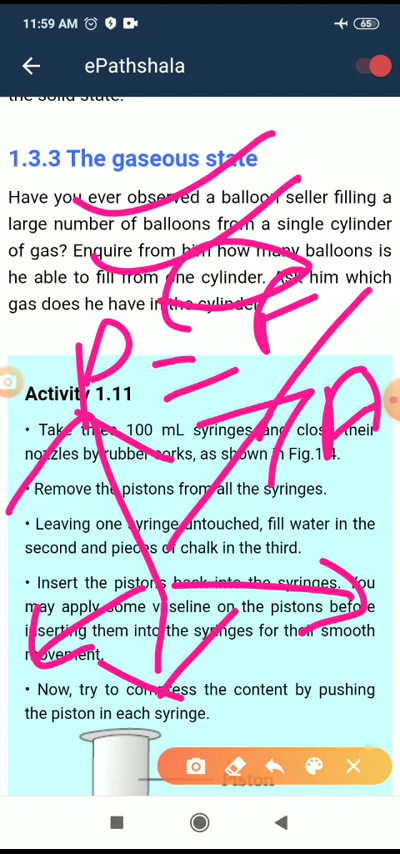 11:59 AM
65
ePathshala
the solid state.
1.3.3 The gaseous state
Have you ever observed a balloon seller filling a
large number of balloons from a single cylinder
of gas? Enquire from him how many balloons is
he able to fill from one cylinder. Ask him which
gas does he have in the cylinder.
P = F
A
Activity 1.11
• Take three 100 mL syringes and close their
nozzles by rubber corks, as shown in Fig.1.4.
• Remove the pistons from all the syringes.
• Leaving one syringe untouched, fill water in the
second and pieces of chalk in the third.
• Insert the pistons back into the syringes. You
may apply some vaseline on the pistons before
inserting them into the syringes for their smooth
movement.
• Now, try to compress the content by pushing
the piston in each syringe.
Piston